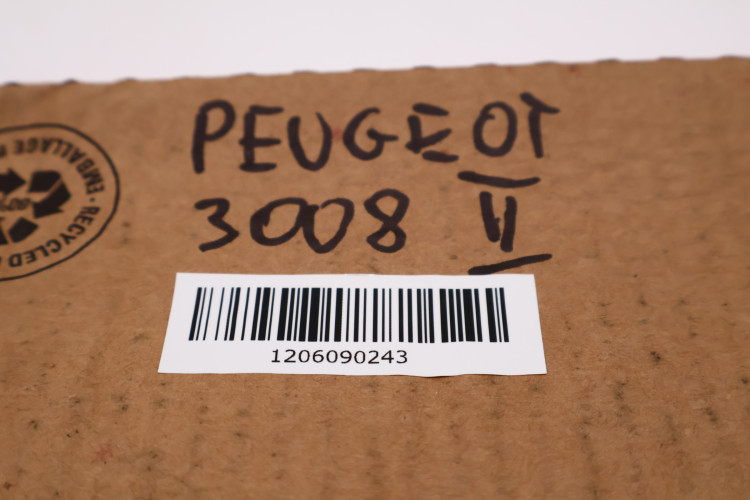 PEUGEOT
3008 II
1206090243
EMBALLAGE
RECYCLED